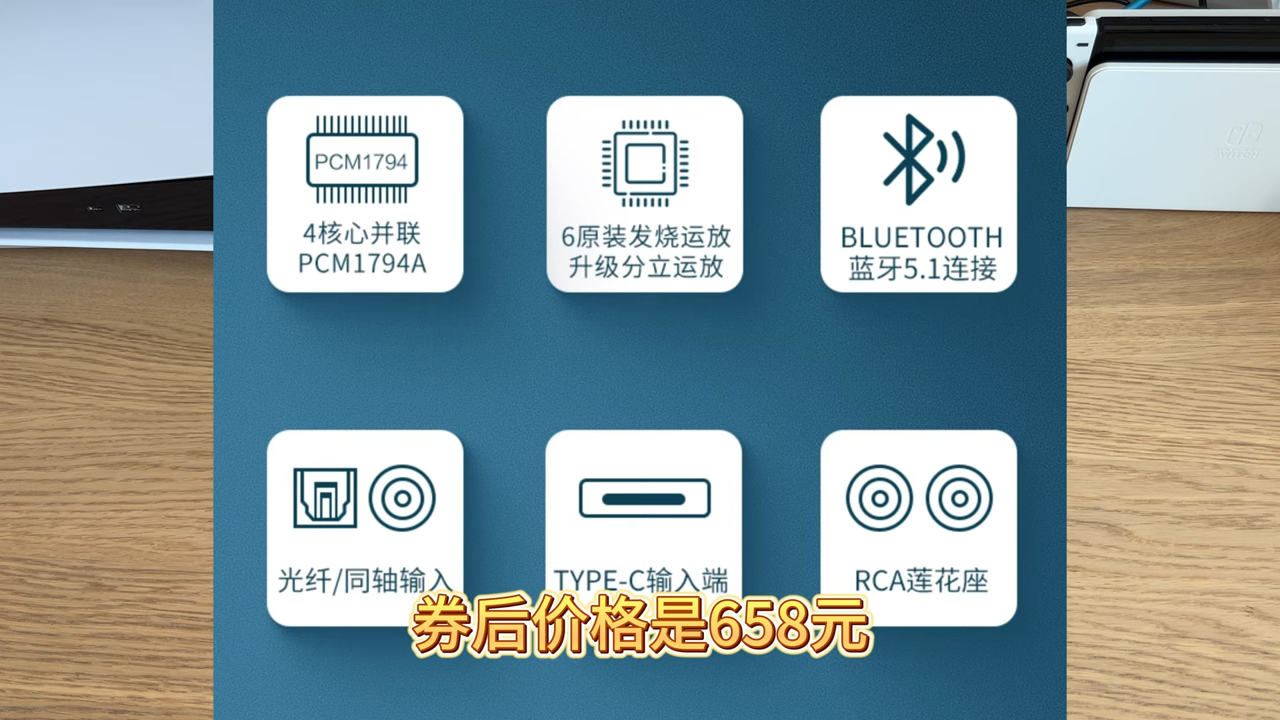 PCM1794
4核心并联
PCM1794A
6原装发烧运放
升级分立运放
BLUETOOTH
蓝牙5.1连接
光纤/同轴输入
TYPE-C输入端
RCA莲花座
券后价格是658元